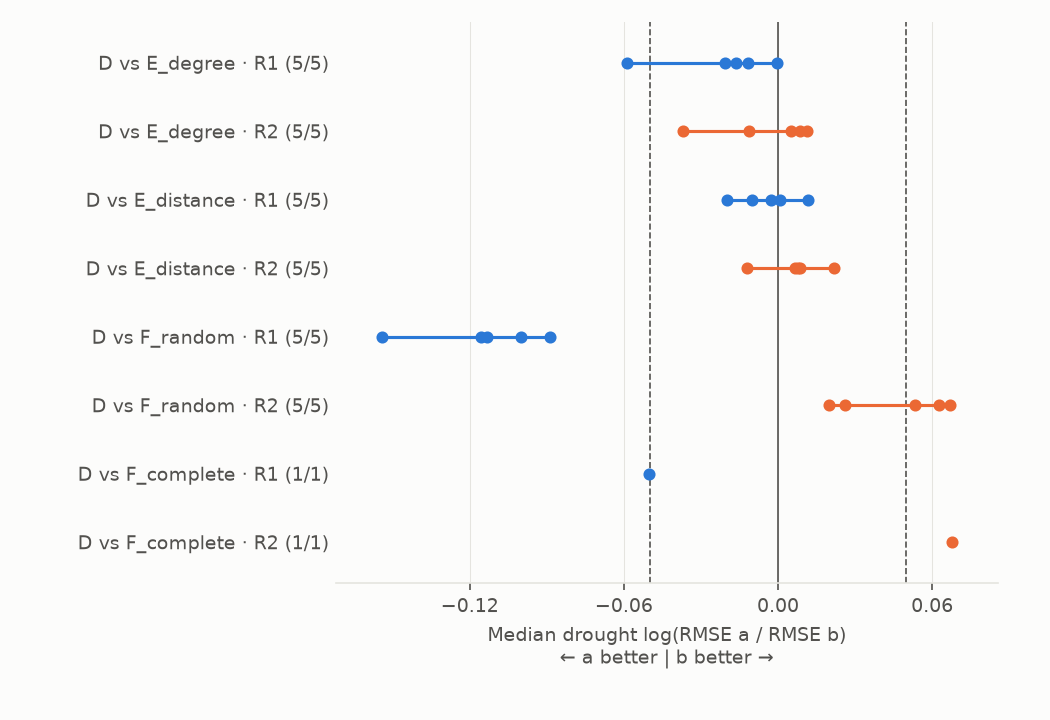 D vs E_degree · R1 (5/5)
D vs E_degree · R2 (5/5)
D vs E_distance · R1 (5/5)
D vs E_distance · R2 (5/5)
D vs F_random · R1 (5/5)
D vs F_random · R2 (5/5)
D vs F_complete · R1 (1/1)
D vs F_complete · R2 (1/1)
−0.12 −0.06 0.00 0.06
Median drought log(RMSE a / RMSE b)
← a better | b better →